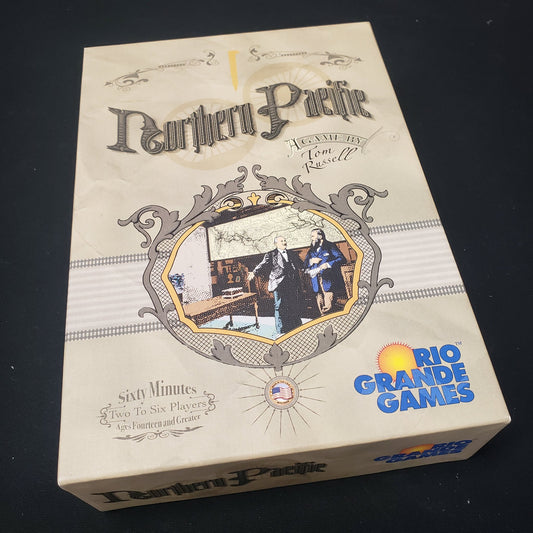 Northern Pacific
A GAME BY
Tom
Russell
Sixty Minutes
Two To Six Players
Ages Fourteen and Greater
RIO
GRANDE
GAMES
TM
Northern Pacific
RIO
GRANDE
GAMES